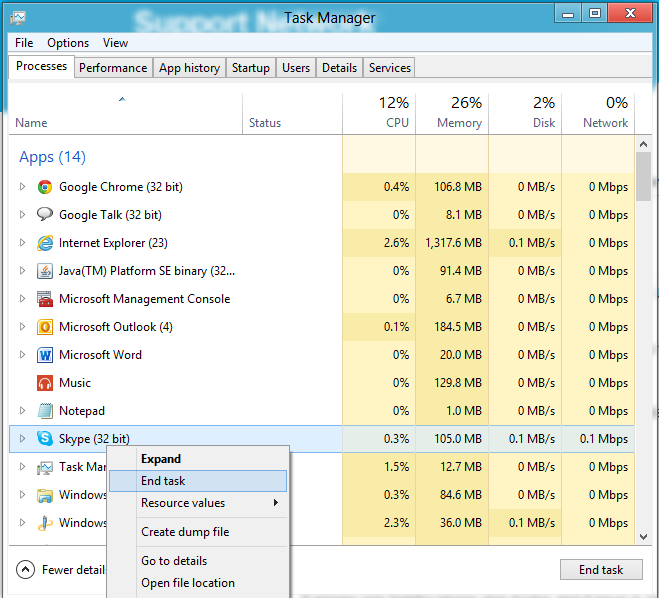 Support Network
Task Manager
File Options View
Processes Performance App history Startup Users Details Services
12% 26% 2% 0%
Name Status CPU Memory Disk Network
Apps (14)
Google Chrome (32 bit) 0.4% 106.8 MB 0 MB/s 0 Mbps
Google Talk (32 bit) 0% 8.1 MB 0 MB/s 0 Mbps
Internet Explorer (23) 2.6% 1,317.6 MB 0.1 MB/s 0 Mbps
Java(TM) Platform SE binary (32... 0% 91.4 MB 0 MB/s 0 Mbps
Microsoft Management Console 0% 6.7 MB 0 MB/s 0 Mbps
Microsoft Outlook (4) 0.1% 184.5 MB 0 MB/s 0 Mbps
Microsoft Word 0% 20.0 MB 0 MB/s 0 Mbps
Music 0% 129.8 MB 0 MB/s 0 Mbps
Notepad 0% 1.0 MB 0 MB/s 0 Mbps
Skype (32 bit) 0.3% 105.0 MB 0.1 MB/s 0.1 Mbps
Task Mar 1.5% 12.7 MB 0 MB/s 0 Mbps
Windows 0.3% 84.6 MB 0 MB/s 0 Mbps
Windows 2.3% 36.0 MB 0.1 MB/s 0 Mbps
Expand
End task
Resource values
Create dump file
Go to details
Open file location
Fewer detail
End task